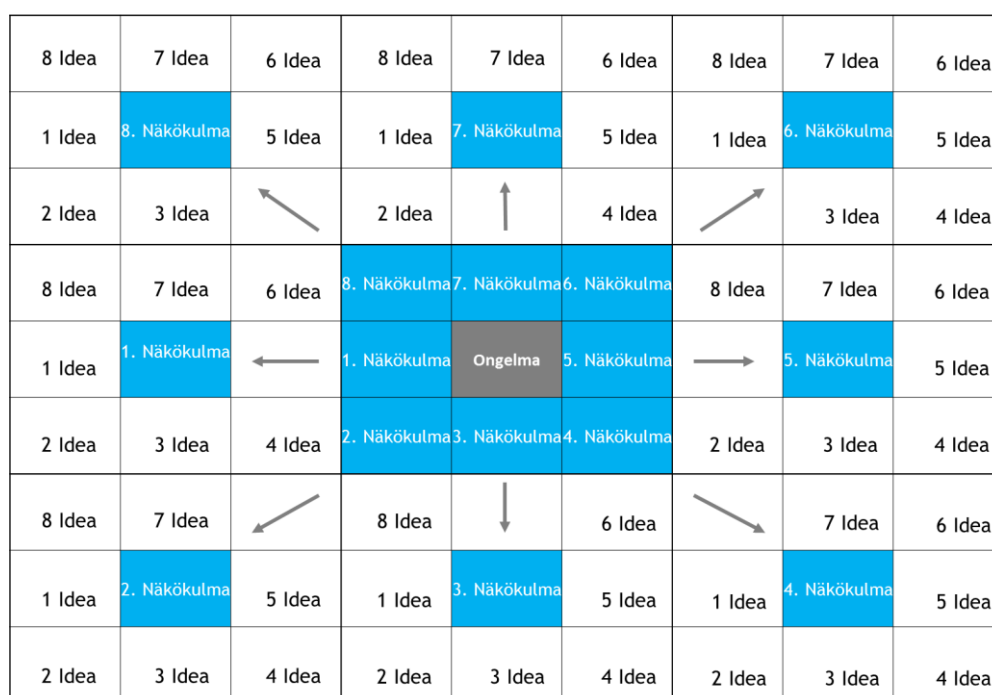 8 Idea 7 Idea 6 Idea 8 Idea 7 Idea 6 Idea 8 Idea 7 Idea 6 Idea
1 Idea 8. Näkökulma 5 Idea 1 Idea 7. Näkökulma 5 Idea 1 Idea 6. Näkökulma 5 Idea
2 Idea 3 Idea 2 Idea 4 Idea 3 Idea 4 Idea
8 Idea 7 Idea 6 Idea 8. Näkökulma 7. Näkökulma 6. Näkökulma 8 Idea 7 Idea 6 Idea
1 Idea 1. Näkökulma 1. Näkökulma Ongelma 5. Näkökulma 5. Näkökulma 5 Idea
2 Idea 3 Idea 4 Idea 2. Näkökulma 3. Näkökulma 4. Näkökulma 2 Idea 3 Idea 4 Idea
8 Idea 7 Idea 8 Idea 6 Idea 7 Idea 6 Idea
1 Idea 2. Näkökulma 5 Idea 1 Idea 3. Näkökulma 5 Idea 1 Idea 4. Näkökulma 5 Idea
2 Idea 3 Idea 4 Idea 2 Idea 3 Idea 4 Idea 2 Idea 3 Idea 4 Idea